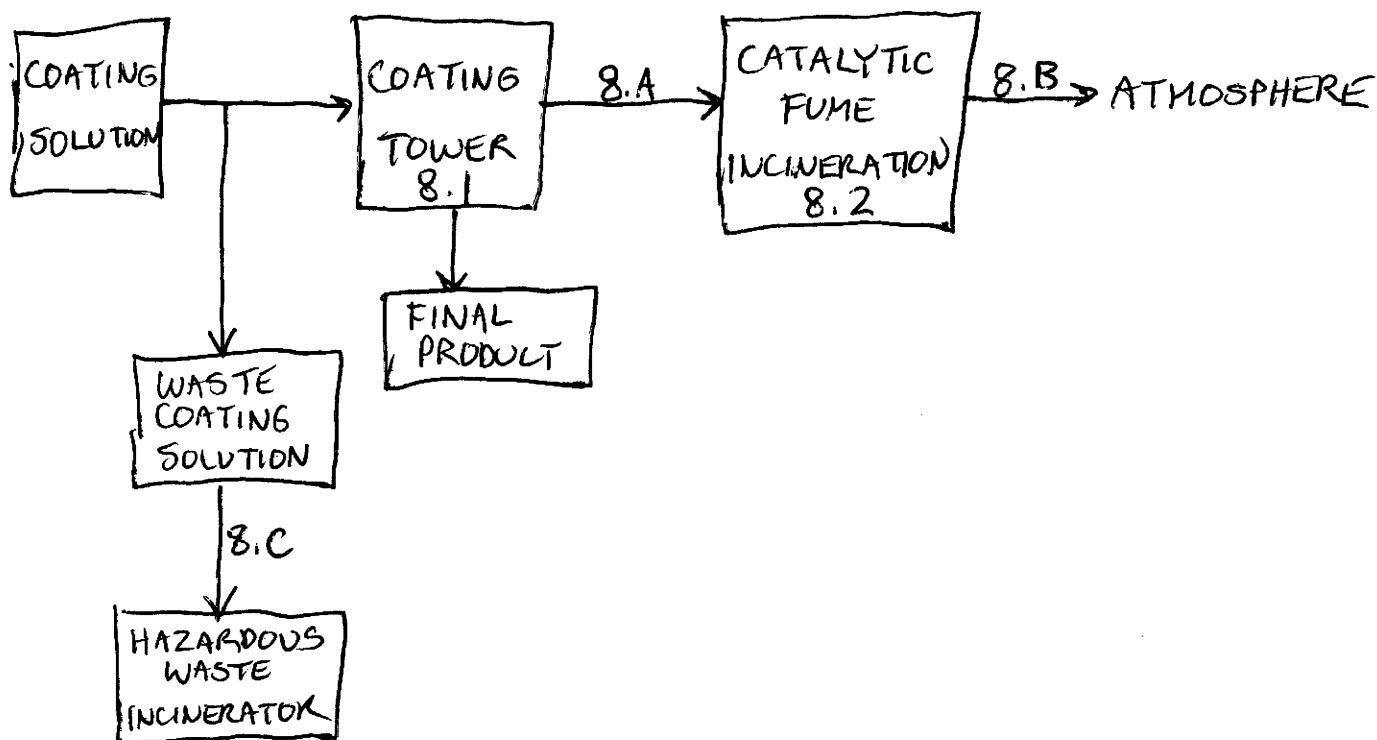 COATING
SOLUTION
COATING
TOWER
8.1
8.A
CATALYTIC
FUME
INCINERATION
8.2
8.B
ATMOSPHERE
FINAL
PRODUCT
WASTE
COATING
SOLUTION
8.C
HAZARDOUS
WASTE
INCINERATOR